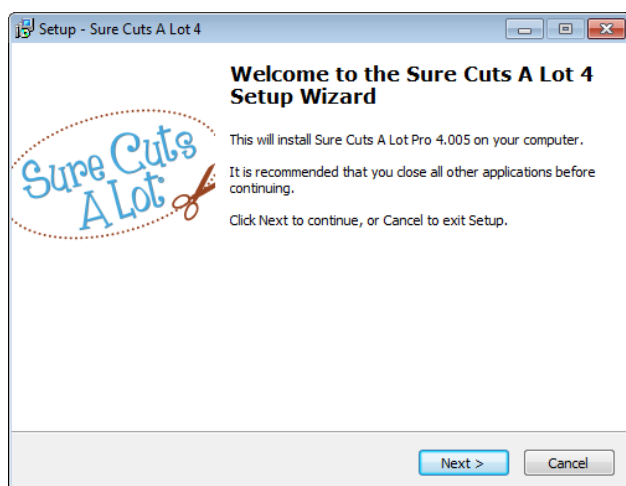 Setup - Sure Cuts A Lot 4
Welcome to the Sure Cuts A Lot 4
Setup Wizard
This will install Sure Cuts A Lot Pro 4.005 on your computer.
It is recommended that you close all other applications before
continuing.
Click Next to continue, or Cancel to exit Setup.
Sure Cuts
A Lot
Next >
Cancel